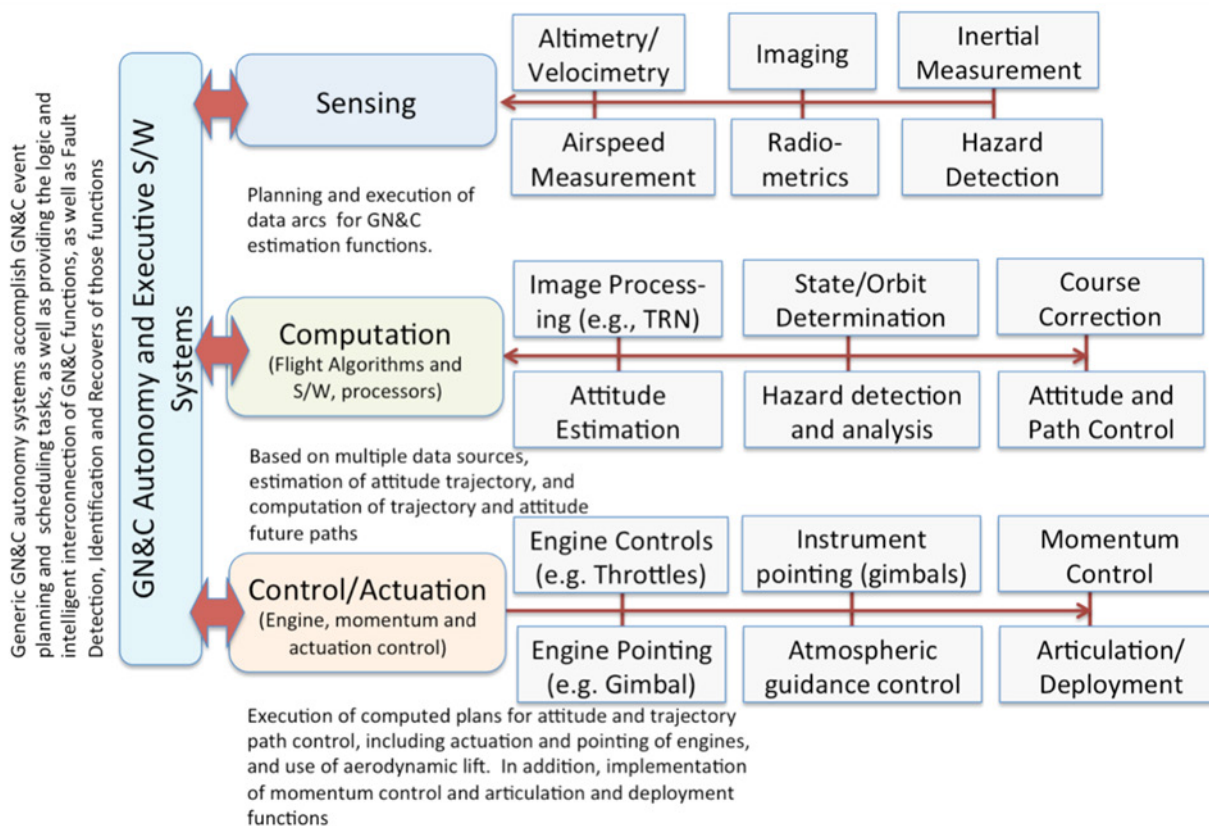 Generic GN&C autonomy systems accomplish GN&C event
planning and scheduling tasks, as well as providing the logic and
intelligent interconnection of GN&C functions, as well as Fault
Detection, Identification and Recovers of those functions
GN&C Autonomy and Executive S/W
Systems
Sensing
Altimetry/
Velocimetry
Imaging
Inertial
Measurement
Airspeed
Measurement
Radio-
metrics
Hazard
Detection
Planning and execution of
data arcs for GN&C
estimation functions.
Computation
(Flight Algorithms and
S/W, processors)
Image Process-
ing (e.g., TRN)
State/Orbit
Determination
Course
Correction
Attitude
Estimation
Hazard detection
and analysis
Attitude and
Path Control
Based on multiple data sources,
estimation of attitude trajectory, and
computation of trajectory and attitude
future paths
Control/Actuation
(Engine, momentum and
actuation control)
Engine Controls
(e.g. Throttles)
Instrument
pointing (gimbals)
Momentum
Control
Engine Pointing
(e.g. Gimbal)
Atmospheric
guidance control
Articulation/
Deployment
Execution of computed plans for attitude and trajectory
path control, including actuation and pointing of engines,
and use of aerodynamic lift. In addition, implementation
of momentum control and articulation and deployment
functions